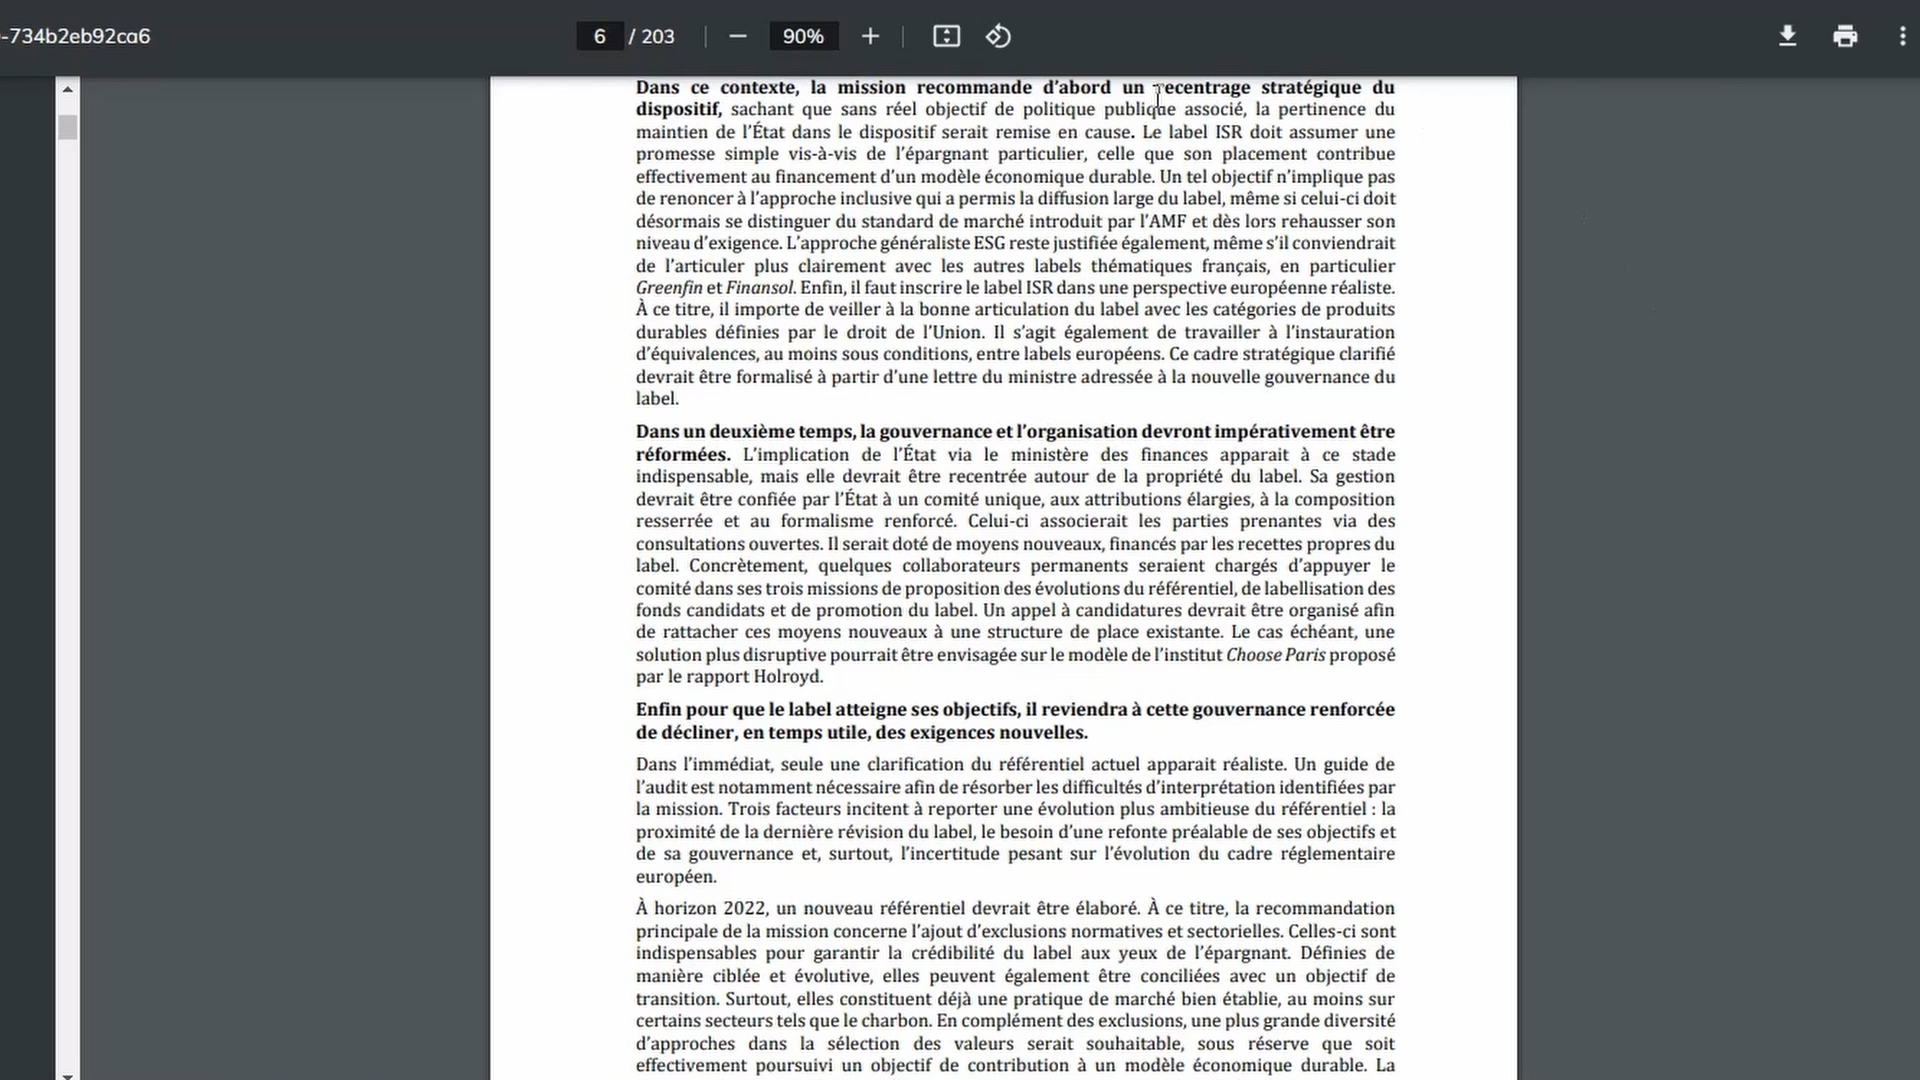 -734b2eb92ca6
6 / 203
90%
Dans ce contexte, la mission recommande d’abord un recentrage stratégique du
dispositif, sachant que sans réel objectif de politique publique associé, la pertinence du
maintien de l’État dans le dispositif serait remise en cause. Le label ISR doit assumer une
promesse simple vis-à-vis de l’épargnant particulier, celle que son placement contribue
effectivement au financement d’un modèle économique durable. Un tel objectif n’implique pas
de renoncer à l’approche inclusive qui a permis la diffusion large du label, même si celui-ci doit
désormais se distinguer du standard de marché introduit par l’AMF et dès lors rehausser son
niveau d’exigence. L’approche généraliste ESG reste justifiée également, même s’il conviendrait
de l’articuler plus clairement avec les autres labels thématiques français, en particulier
Greenfin et Finansol. Enfin, il faut inscrire le label ISR dans une perspective européenne réaliste.
À ce titre, il importe de veiller à la bonne articulation du label avec les catégories de produits
durables définies par le droit de l’Union. Il s’agit également de travailler à l’instauration
d’équivalences, au moins sous conditions, entre labels européens. Ce cadre stratégique clarifié
devrait être formalisé à partir d’une lettre du ministre adressée à la nouvelle gouvernance du
label.
Dans un deuxième temps, la gouvernance et l’organisation devront impérativement être
réformées. L’implication de l’État via le ministère des finances apparait à ce stade
indispensable, mais elle devrait être recentrée autour de la propriété du label. Sa gestion
devrait être confiée par l’État à un comité unique, aux attributions élargies, à la composition
resserrée et au formalisme renforcé. Celui-ci associerait les parties prenantes via des
consultations ouvertes. Il serait doté de moyens nouveaux, financés par les recettes propres du
label. Concrètement, quelques collaborateurs permanents seraient chargés d’appuyer le
comité dans ses trois missions de proposition des évolutions du référentiel, de labellisation des
fonds candidats et de promotion du label. Un appel à candidatures devrait être organisé afin
de rattacher ces moyens nouveaux à une structure de place existante. Le cas échéant, une
solution plus disruptive pourrait être envisagée sur le modèle de l’institut Choose Paris proposé
par le rapport Holroyd.
Enfin pour que le label atteigne ses objectifs, il reviendra à cette gouvernance renforcée
de décliner, en temps utile, des exigences nouvelles.
Dans l’immédiat, seule une clarification du référentiel actuel apparait réaliste. Un guide de
l’audit est notamment nécessaire afin de résorber les difficultés d’interprétation identifiées par
la mission. Trois facteurs incitent à reporter une évolution plus ambitieuse du référentiel : la
proximité de la dernière révision du label, le besoin d’une refonte préalable de ses objectifs et
de sa gouvernance et, surtout, l’incertitude pesant sur l’évolution du cadre réglementaire
européen.
À horizon 2022, un nouveau référentiel devrait être élaboré. À ce titre, la recommandation
principale de la mission concerne l’ajout d’exclusions normatives et sectorielles. Celles-ci sont
indispensables pour garantir la crédibilité du label aux yeux de l’épargnant. Définies de
manière ciblée et évolutive, elles peuvent également être conciliées avec un objectif de
transition. Surtout, elles constituent déjà une pratique de marché bien établie, au moins sur
certains secteurs tels que le charbon. En complément des exclusions, une plus grande diversité
d’approches dans la sélection des valeurs serait souhaitable, sous réserve que soit
effectivement poursuivi un objectif de contribution à un modèle économique durable. La